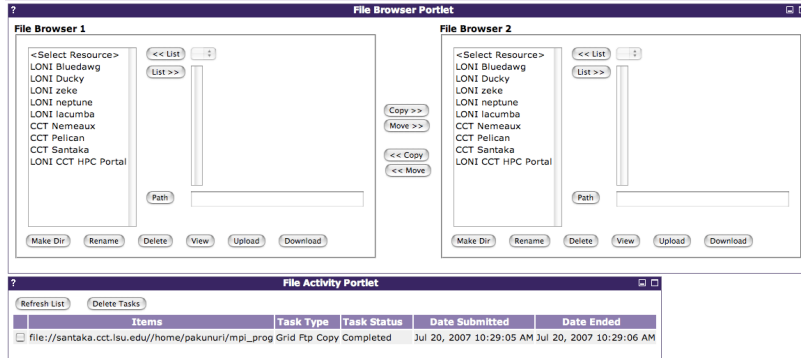 ? File Browser Portlet
File Browser 1
<Select Resource>
LONI Bluedawg
LONI Ducky
LONI zeke
LONI neptune
LONI lacumba
CCT Nemeaux
CCT Pelican
CCT Santaka
LONI CCT HPC Portal
<< List
List >>
Path
Make Dir Rename Delete View Upload Download
Copy >>
Move >>
<< Copy
<< Move
File Browser 2
<Select Resource>
LONI Bluedawg
LONI Ducky
LONI zeke
LONI neptune
LONI lacumba
CCT Nemeaux
CCT Pelican
CCT Santaka
LONI CCT HPC Portal
<< List
List >>
Path
Make Dir Rename Delete View Upload Download
? File Activity Portlet
Refresh List Delete Tasks
Items Task Type Task Status Date Submitted Date Ended
file://santaka.cct.lsu.edu//home/pakunuri/mpi_prog Grid Ftp Copy Completed Jul 20, 2007 10:29:05 AM Jul 20, 2007 10:29:06 AM